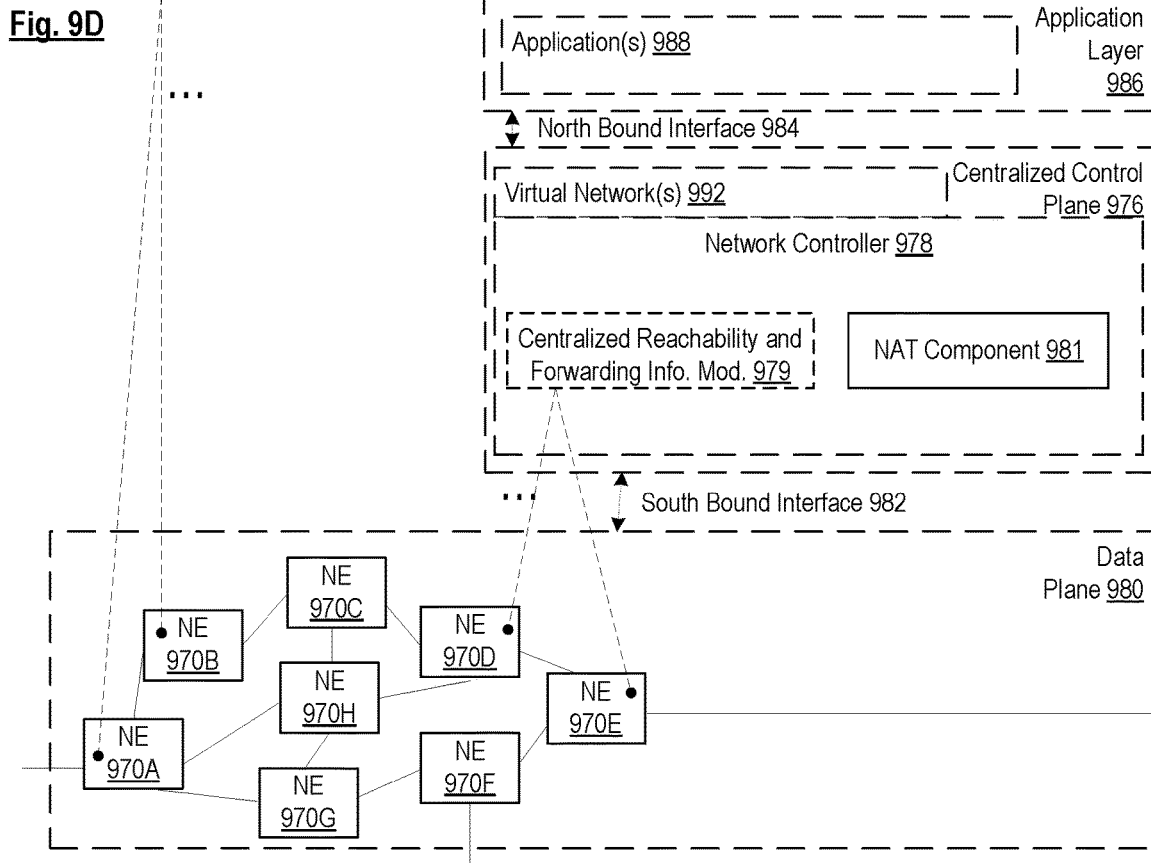 Fig. 9D
...
Application(s) 988
Application
Layer
986
North Bound Interface 984
Virtual Network(s) 992
Centralized Control
Plane 976
Network Controller 978
Centralized Reachability and
Forwarding Info. Mod. 979
NAT Component 981
...
South Bound Interface 982
Data
Plane 980
NE
970C
NE
970B
NE
970D
NE
970H
NE
970E
NE
970A
NE
970F
NE
970G